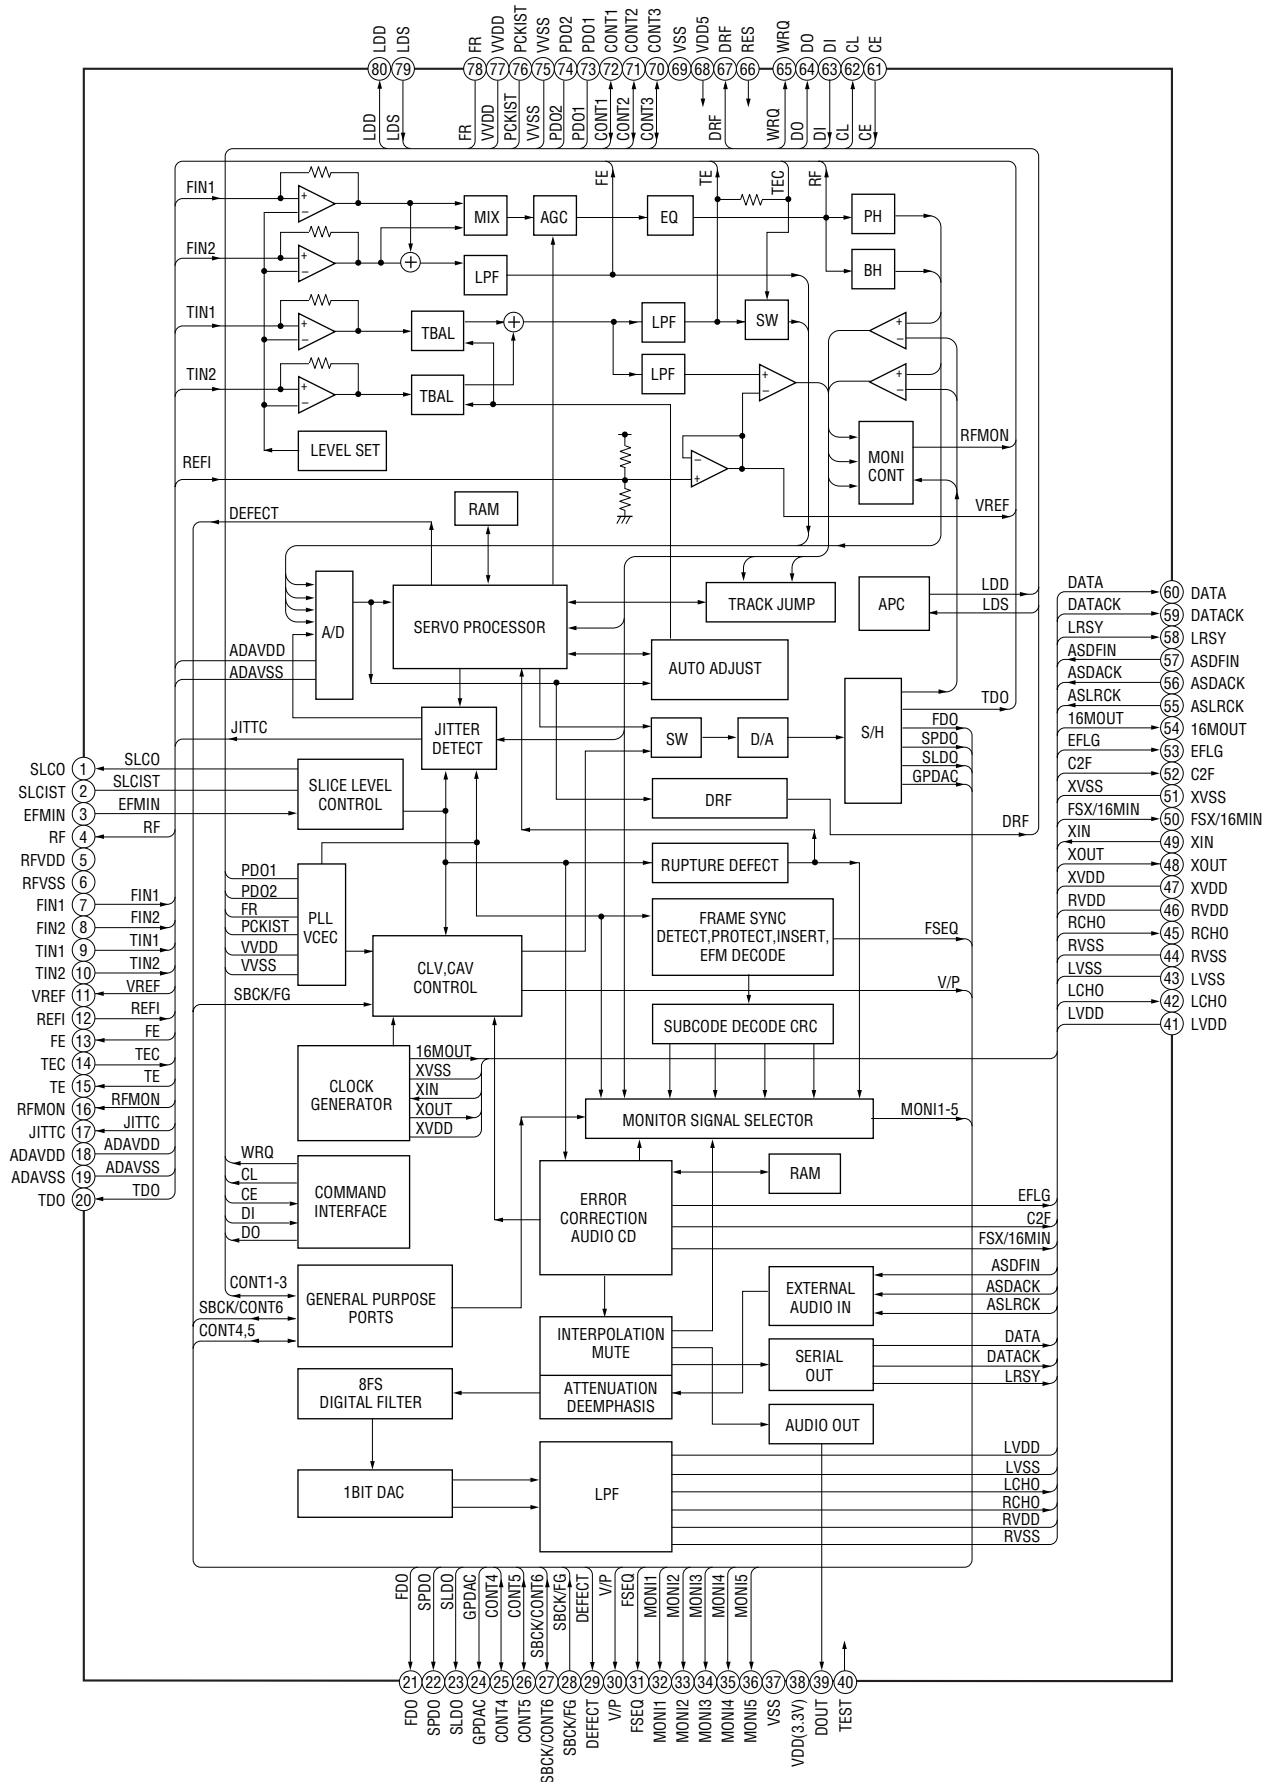 LDD LDS FR VVDD PCKIST VVSS PDO2 PDO1 CONT1 CONT2 CONT3 VSS VDD5 DRF RES WRQ DO DI CL CE
80 79 78 77 76 75 74 73 72 71 70 69 68 67 66 65 64 63 62 61
LDD LDS FR VVDD PCKIST VVSS PDO2 PDO1 CONT1 CONT2 CONT3 DRF WRQ DO DI CL CE
FE TE TEC RF
FIN1
+
−
MIX
AGC
EQ
PH
FIN2
+
−
+
LPF
BH
TIN1
+
−
TBAL
+
LPF
SW
+
−
TIN2
+
−
TBAL
LPF
+
−
+
−
LEVEL SET
REFI
−
+
MONI
CONT
RFMON
VREF
DEFECT
RAM
A/D
SERVO PROCESSOR
TRACK JUMP
APC
LDD
LDS
ADAVDD
ADAVSS
AUTO ADJUST
JITTC
JITTER
DETECT
SW
D/A
S/H
TDO
FDO
SPDO
SLDO
GPDAC
DATA 60 DATA
DATACK 59 DATACK
LRSY 58 LRSY
ASDFIN 57 ASDFIN
ASDACK 56 ASDACK
ASLRCK 55 ASLRCK
16MOUT 54 16MOUT
EFLG 53 EFLG
C2F 52 C2F
XVSS 51 XVSS
FSX/16MIN 50 FSX/16MIN
XIN 49 XIN
XOUT 48 XOUT
XVDD 47 XVDD
RVDD 46 RVDD
RCHO 45 RCHO
RVSS 44 RVSS
LVSS 43 LVSS
LCHO 42 LCHO
LVDD 41 LVDD
SLCO 1 SLCO
SLCIST 2 SLCIST
EFMIN 3 EFMIN
RF 4 RF
RFVDD 5
RFVSS 6
FIN1 7 FIN1
FIN2 8 FIN2
TIN1 9 TIN1
TIN2 10 TIN2
VREF 11 VREF
REFI 12 REFI
FE 13 FE
TEC 14 TEC
TE 15 TE
RFMON 16 RFMON
JITTC 17 JITTC
ADAVDD 18 ADAVDD
ADAVSS 19 ADAVSS
TDO 20 TDO
SLICE LEVEL
CONTROL
DRF
DRF
RUPTURE DEFECT
PDO1
PDO2
FR
PCKIST
VVDD
VVSS
PLL
VCEC
FRAME SYNC
DETECT,PROTECT,INSERT,
EFM DECODE
FSEQ
CLV,CAV
CONTROL
SBCK/FG
V/P
SUBCODE DECODE CRC
CLOCK
GENERATOR
16MOUT
XVSS
XIN
XOUT
XVDD
MONITOR SIGNAL SELECTOR
MONI1-5
WRQ
CL
CE
DI
DO
COMMAND
INTERFACE
ERROR
CORRECTION
AUDIO CD
RAM
EFLG
C2F
FSX/16MIN
CONT1-3
SBCK/CONT6
CONT4,5
GENERAL PURPOSE
PORTS
EXTERNAL
AUDIO IN
ASDFIN
ASDACK
ASLRCK
INTERPOLATION
MUTE
SERIAL
OUT
DATA
DATACK
LRSY
8FS
DIGITAL FILTER
ATTENUATION
DEEMPHASIS
AUDIO OUT
1BIT DAC
LPF
LVDD
LVSS
LCHO
RCHO
RVDD
RVSS
FDO SPDO SLDO GPDAC CONT4 CONT5 SBCK/CONT6 SBCK/FG DEFECT V/P FSEQ MONI1 MONI2 MONI3 MONI4 MONI5
21 22 23 24 25 26 27 28 29 30 31 32 33 34 35 36 37 38 39 40
FDO SPDO SLDO GPDAC CONT4 CONT5 SBCK/CONT6 SBCK/FG DEFECT V/P FSEQ MONI1 MONI2 MONI3 MONI4 MONI5 VSS VDD(3.3V) DOUT TEST